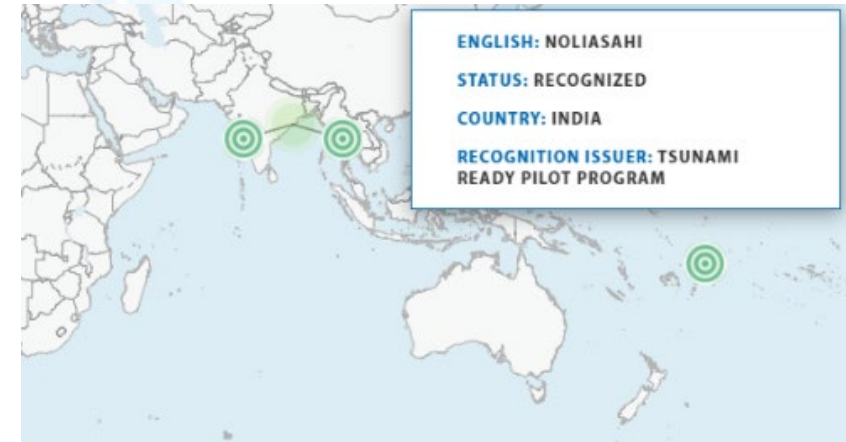 ENGLISH: NOLIASAHI
STATUS: RECOGNIZED
COUNTRY: INDIA
RECOGNITION ISSUER: TSUNAMI
READY PILOT PROGRAM